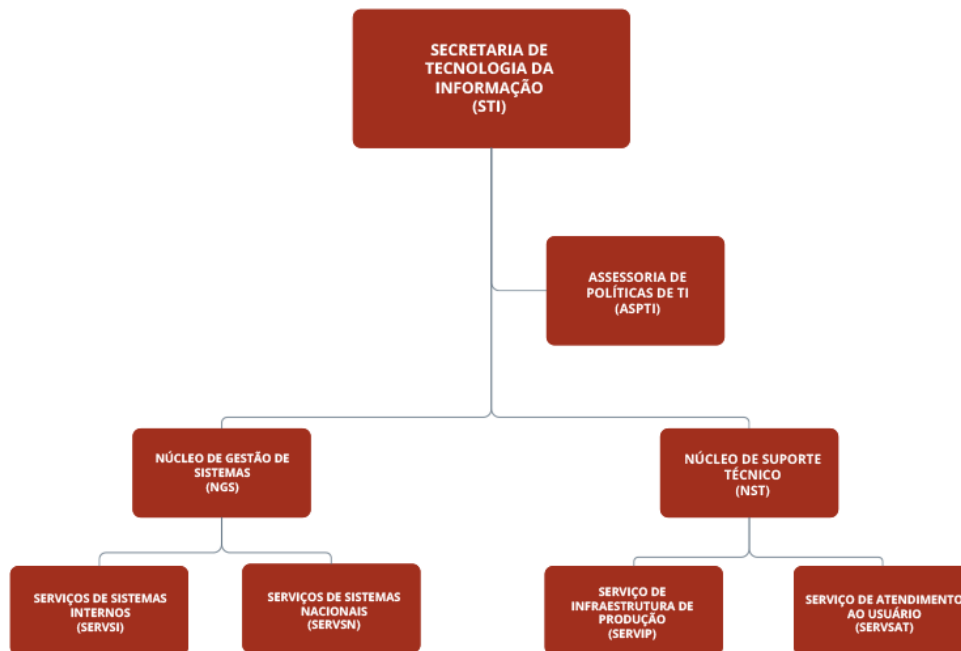 SECRETARIA DE
TECNOLOGIA DA
INFORMAÇÃO
(STI)
ASSESSORIA DE
POLÍTICAS DE TI
(ASPTI)
NÚCLEO DE GESTÃO DE
SISTEMAS
(NGS)
NÚCLEO DE SUPORTE
TÉCNICO
(NST)
SERVIÇOS DE SISTEMAS
INTERNOS
(SERVSI)
SERVIÇOS DE SISTEMAS
NACIONAIS
(SERVSN)
SERVIÇO DE
INFRAESTRUTURA DE
PRODUÇÃO
(SERVIP)
SERVIÇO DE ATENDIMENTO
AO USUÁRIO
(SERVSAT)